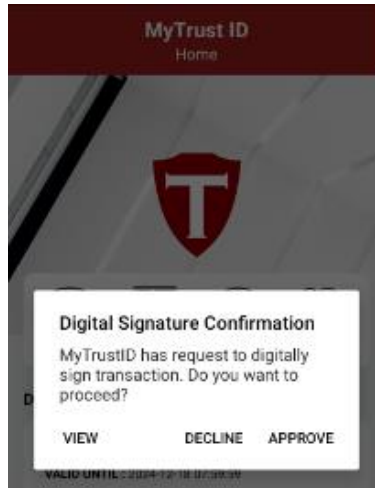 MyTrust ID
Home
T
Digital Signature Confirmation
MyTrustID has request to digitally
sign transaction. Do you want to
proceed?
VIEW
DECLINE
APPROVE
D
VALID UNTIL : 2024-12-18 07:59:59